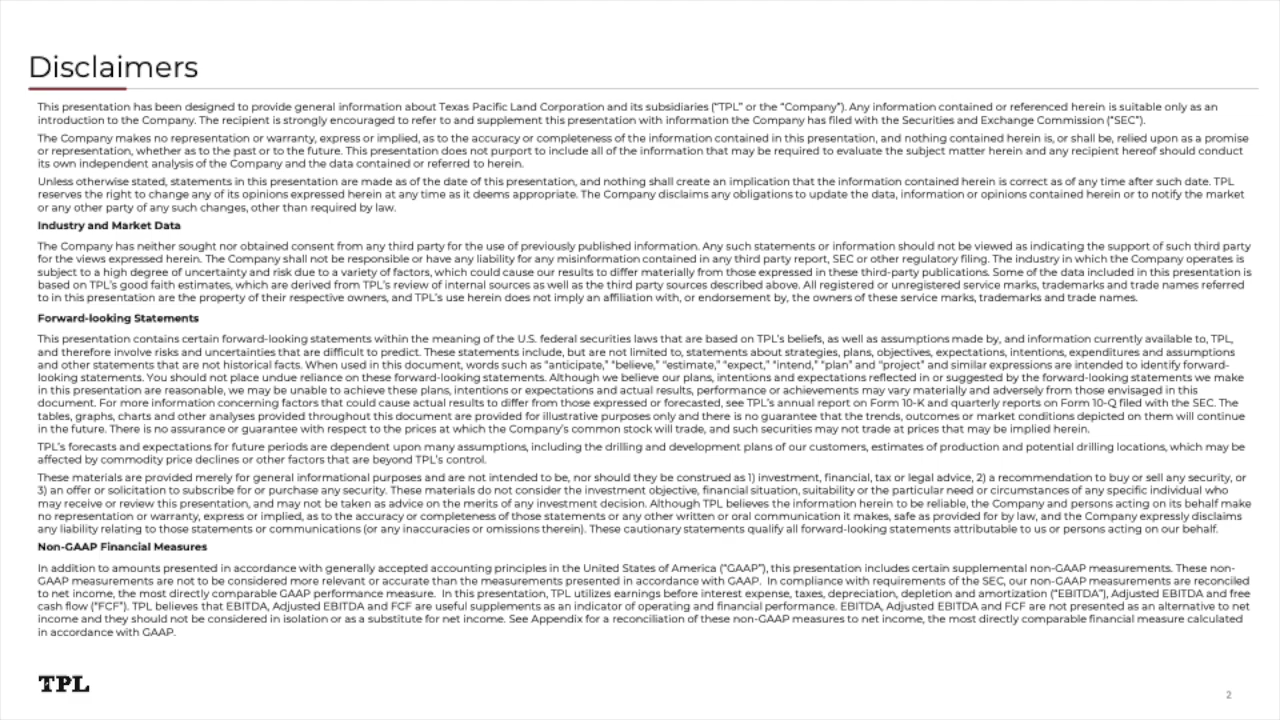 Disclaimers
This presentation has been designed to provide general information about Texas Pacific Land Corporation and its subsidiaries (“TPL” or the “Company”). Any information contained or referenced herein is suitable only as an
introduction to the Company. The recipient is strongly encouraged to refer to and supplement this presentation with information the Company has filed with the Securities and Exchange Commission (“SEC”).
The Company makes no representation or warranty, express or implied, as to the accuracy or completeness of the information contained in this presentation, and nothing contained herein is, or shall be, relied upon as a promise
or representation, whether as to the past or to the future. This presentation does not purport to include all of the information that may be required to evaluate the subject matter herein and any recipient hereof should conduct
its own independent analysis of the Company and the data contained or referred to herein.
Unless otherwise stated, statements in this presentation are made as of the date of this presentation, and nothing shall create an implication that the information contained herein is correct as of any time after such date. TPL
reserves the right to change any of its opinions expressed herein at any time as it deems appropriate. The Company disclaims any obligations to update the data, information or opinions contained herein or to notify the market
or any other party of any such changes, other than required by law.
Industry and Market Data
The Company has neither sought nor obtained consent from any third party for the use of previously published information. Any such statements or information should not be viewed as indicating the support of such third party
for the views expressed herein. The Company shall not be responsible or have any liability for any misinformation contained in any third party report, SEC or other regulatory filing. The industry in which the Company operates is
subject to a high degree of uncertainty and risk due to a variety of factors, which could cause our results to differ materially from those expressed in these third-party publications. Some of the data included in this presentation is
based on TPL’s good faith estimates, which are derived from TPL’s review of internal sources as well as the third party sources described above. All registered or unregistered service marks, trademarks and trade names referred
to in this presentation are the property of their respective owners, and TPL’s use herein does not imply an affiliation with, or endorsement by, the owners of these service marks, trademarks and trade names.
Forward-looking Statements
This presentation contains certain forward-looking statements within the meaning of the U.S. federal securities laws that are based on TPL’s beliefs, as well as assumptions made by, and information currently available to, TPL,
and therefore involve risks and uncertainties that are difficult to predict. These statements include, but are not limited to, statements about strategies, plans, objectives, expectations, intentions, expenditures and assumptions
and other statements that are not historical facts. When used in this document, words such as “anticipate,” “believe,” “estimate,” “expect,” “intend,” “plan” and “project” and similar expressions are intended to identify forward-
looking statements. You should not place undue reliance on these forward-looking statements. Although we believe our plans, intentions and expectations reflected in or suggested by the forward-looking statements we make
in this presentation are reasonable, we may be unable to achieve these plans, intentions or expectations and actual results, performance or achievements may vary materially and adversely from those envisaged in this
document. For more information concerning factors that could cause actual results to differ from those expressed or forecasted, see TPL’s annual report on Form 10-K and quarterly reports on Form 10-Q filed with the SEC. The
tables, graphs, charts and other analyses provided throughout this document are provided for illustrative purposes only and there is no guarantee that the trends, outcomes or market conditions depicted on them will continue
in the future. There is no assurance or guarantee with respect to the prices at which the Company’s common stock will trade, and such securities may not trade at prices that may be implied herein.
TPL’s forecasts and expectations for future periods are dependent upon many assumptions, including the drilling and development plans of our customers, estimates of production and potential drilling locations, which may be
affected by commodity price declines or other factors that are beyond TPL’s control.
These materials are provided merely for general informational purposes and are not intended to be, nor should they be construed as 1) investment, financial, tax or legal advice, 2) a recommendation to buy or sell any security, or
3) an offer or solicitation to subscribe for or purchase any security. These materials do not consider the investment objective, financial situation, suitability or the particular need or circumstances of any specific individual who
may receive or review this presentation, and may not be taken as advice on the merits of any investment decision. Although TPL believes the information herein to be reliable, the Company and persons acting on its behalf make
no representation or warranty, express or implied, as to the accuracy or completeness of those statements or any other written or oral communication it makes, safe as provided for by law, and the Company expressly disclaims
any liability relating to those statements or communications (or any inaccuracies or omissions therein). These cautionary statements qualify all forward-looking statements attributable to us or persons acting on our behalf.
Non-GAAP Financial Measures
In addition to amounts presented in accordance with generally accepted accounting principles in the United States of America (“GAAP”), this presentation includes certain supplemental non-GAAP measurements. These non-
GAAP measurements are not to be considered more relevant or accurate than the measurements presented in accordance with GAAP. In compliance with requirements of the SEC, our non-GAAP measurements are reconciled
to net income, the most directly comparable GAAP performance measure. In this presentation, TPL utilizes earnings before interest expense, taxes, depreciation, depletion and amortization (“EBITDA”), Adjusted EBITDA and free
cash flow (“FCF”). TPL believes that EBITDA, Adjusted EBITDA and FCF are useful supplements as an indicator of operating and financial performance. EBITDA, Adjusted EBITDA and FCF are not presented as an alternative to net
income and they should not be considered in isolation or as a substitute for net income. See Appendix for a reconciliation of these non-GAAP measures to net income, the most directly comparable financial measure calculated
in accordance with GAAP.
TPL
2